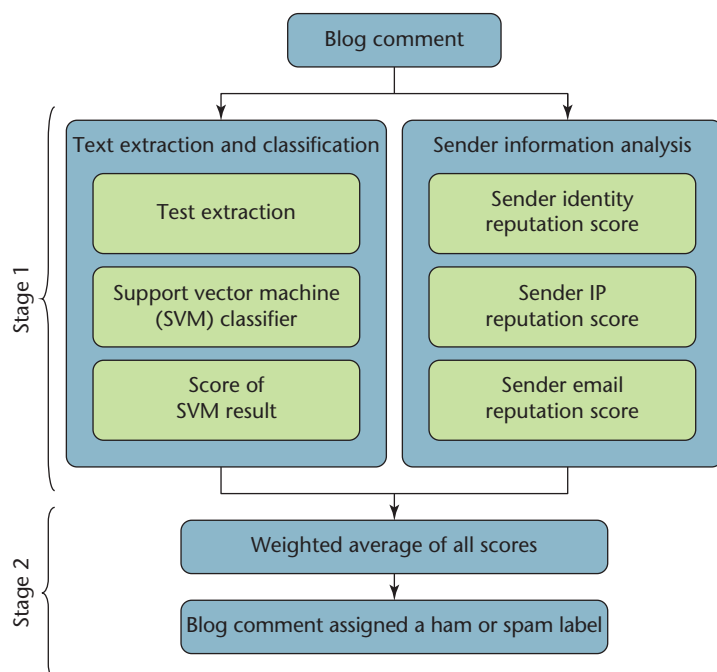 Blog comment
Stage 1
Text extraction and classification
Test extraction
Support vector machine
(SVM) classifier
Score of
SVM result
Sender information analysis
Sender identity
reputation score
Sender IP
reputation score
Sender email
reputation score
Stage 2
Weighted average of all scores
Blog comment assigned a ham or spam label